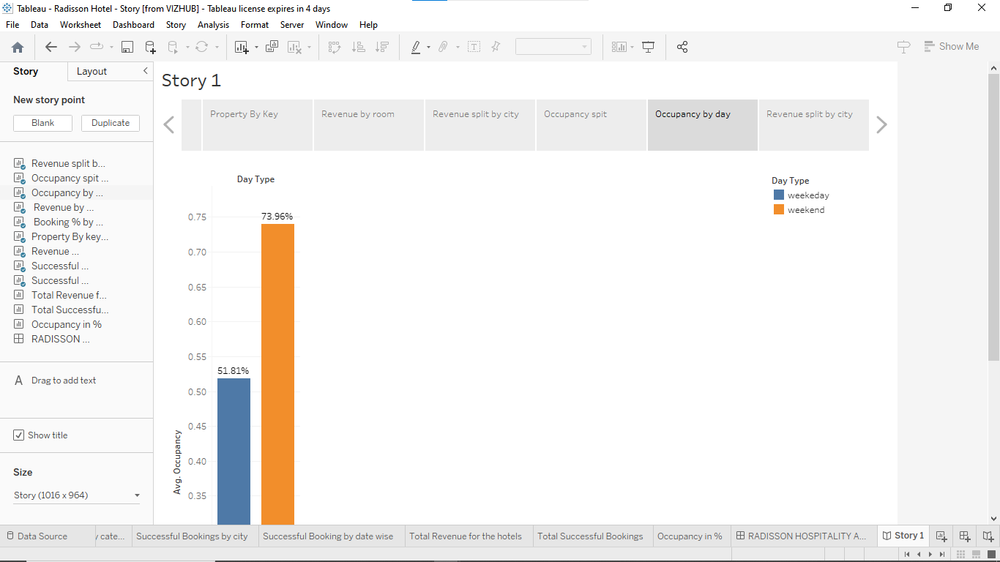 Tableau - Radisson Hotel - Story [from VIZHUB] - Tableau license expires in 4 days
File Data Worksheet Dashboard Story Analysis Format Server Window Help
Show Me
Story Layout
New story point
Blank Duplicate
Revenue split b...
Occupancy spit ...
Occupancy by ...
Revenue by ...
Booking % by ...
Property By key...
Revenue ...
Successful ...
Successful ...
Total Revenue f...
Total Successfu...
Occupancy in %
RADISSON ...
A Drag to add text
Show title
Size
Story (1016 x 964)
Story 1
Property By Key Revenue by room Revenue split by city Occupancy spit Occupancy by day Revenue split by city
Day Type
0.75
0.70
0.65
0.60
0.55
0.50
0.45
0.40
0.35
Avg. Occupancy
73.96%
51.81%
Day Type
weekeday
weekend
Data Source y cate... Successful Bookings by city Successful Booking by date wise Total Revenue for the hotels Total Successful Bookings Occupancy in % RADISSON HOSPITALITY A... Story 1